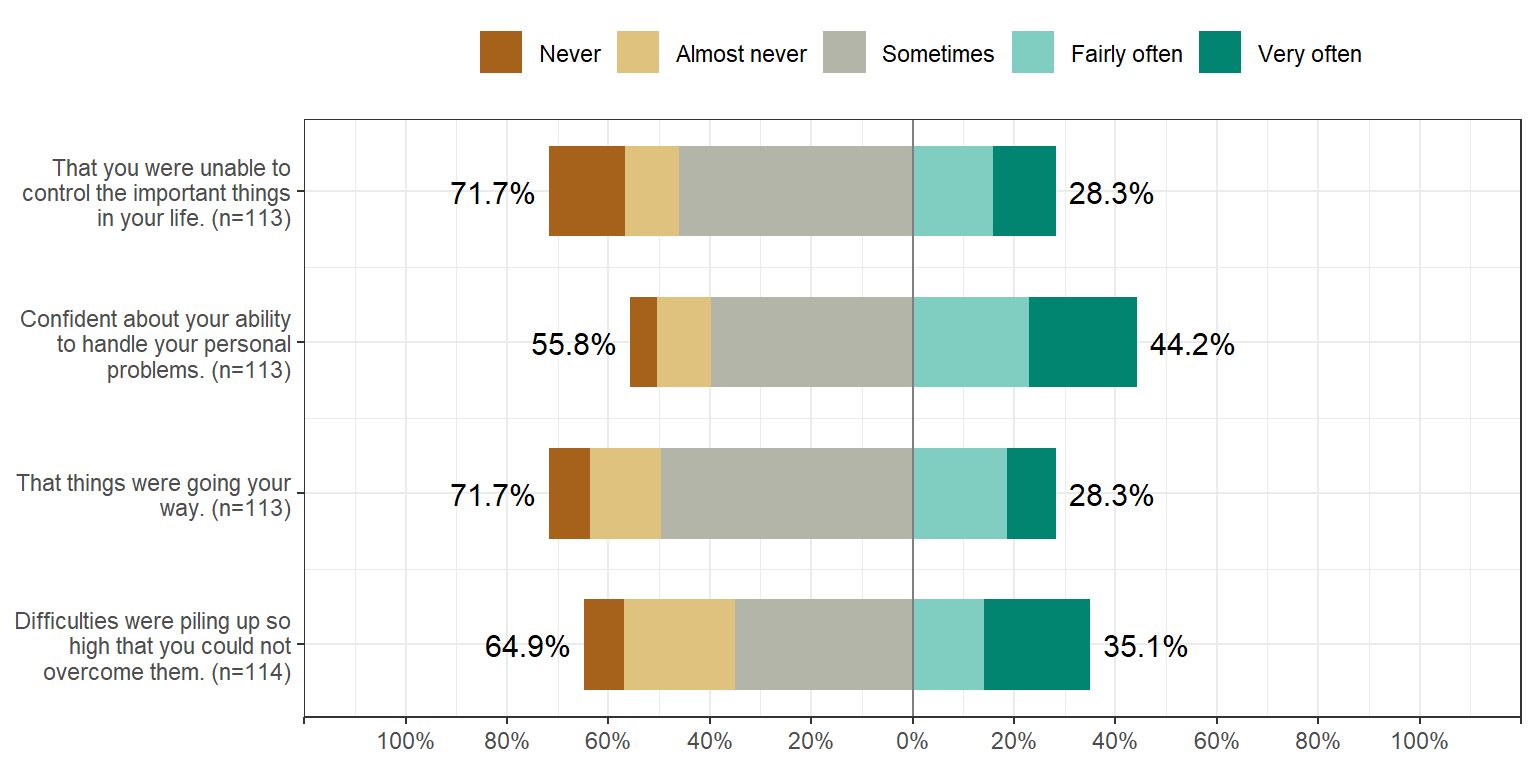 Never Almost never Sometimes Fairly often Very often
That you were unable to
control the important things
in your life. (n=113)
71.7% 28.3%
Confident about your ability
to handle your personal
problems. (n=113)
55.8% 44.2%
That things were going your
way. (n=113)
71.7% 28.3%
Difficulties were piling up so
high that you could not
overcome them. (n=114)
64.9% 35.1%
100% 80% 60% 40% 20% 0% 20% 40% 60% 80% 100%